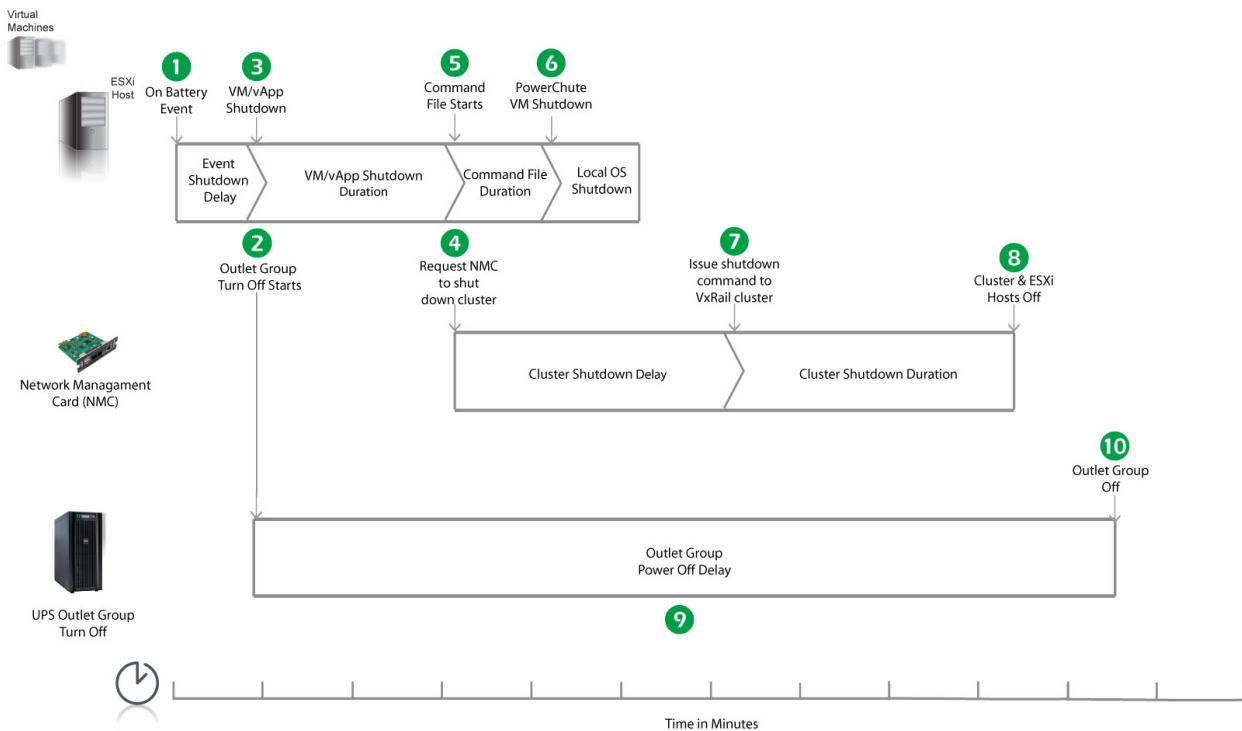 Virtual
Machines
ESXi
Host
1
On Battery
Event
3
VM/vApp
Shutdown
5
Command
File Starts
6
PowerChute
VM Shutdown
Event
Shutdown
Delay
VM/vApp Shutdown
Duration
Command File
Duration
Local OS
Shutdown
2
Outlet Group
Turn Off Starts
4
Request NMC
to shut
down cluster
7
Issue shutdown
command to
VxRail cluster
8
Cluster & ESXi
Hosts Off
Network Managament
Card (NMC)
Cluster Shutdown Delay
Cluster Shutdown Duration
10
Outlet Group
Off
UPS Outlet Group
Turn Off
Outlet Group
Power Off Delay
9
Time in Minutes